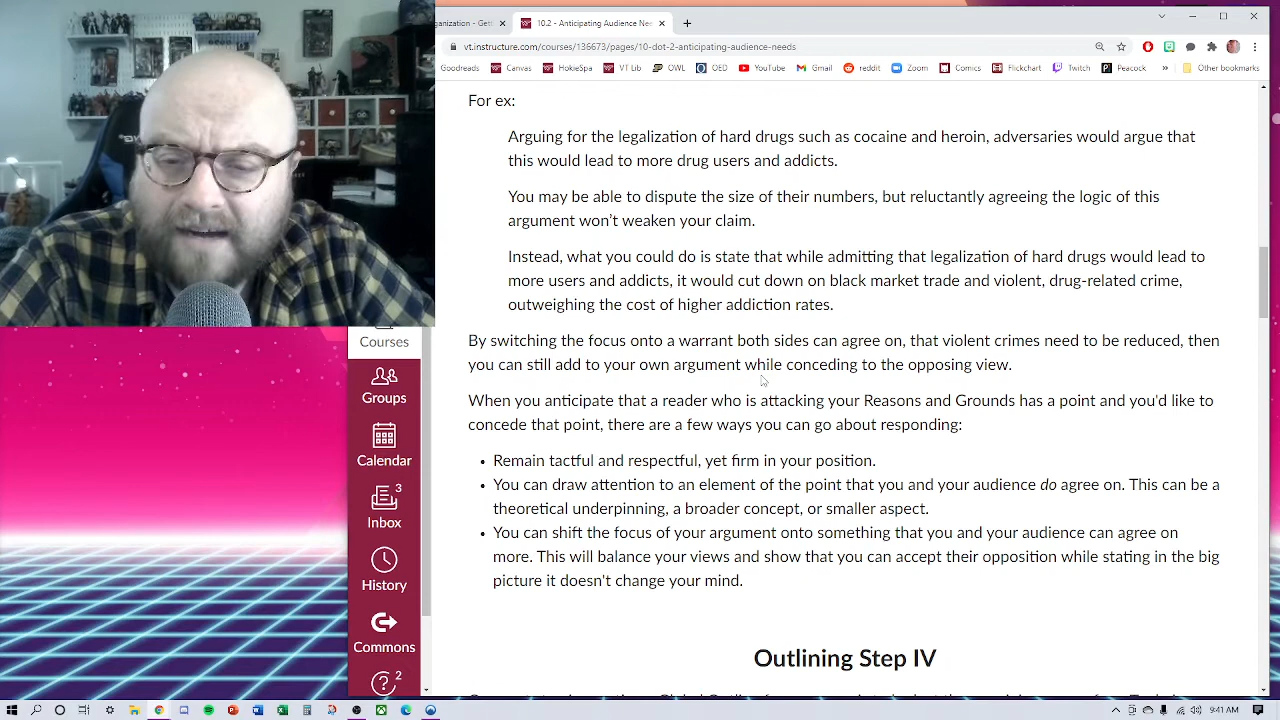 ganization - Gett
10.2 - Anticipating Audience Nee
vt.instructure.com/courses/136673/pages/10-dot-2-anticipating-audience-needs
Goodreads Canvas HokieSpa VT Lib OWL OED YouTube Gmail reddit Zoom Comics Flickchart Twitch Peacock Other bookmarks
For ex:
Arguing for the legalization of hard drugs such as cocaine and heroin, adversaries would argue that
this would lead to more drug users and addicts.
You may be able to dispute the size of their numbers, but reluctantly agreeing the logic of this
argument won’t weaken your claim.
Instead, what you could do is state that while admitting that legalization of hard drugs would lead to
more users and addicts, it would cut down on black market trade and violent, drug-related crime,
outweighing the cost of higher addiction rates.
By switching the focus onto a warrant both sides can agree on, that violent crimes need to be reduced, then
you can still add to your own argument while conceding to the opposing view.
When you anticipate that a reader who is attacking your Reasons and Grounds has a point and you'd like to
concede that point, there are a few ways you can go about responding:
• Remain tactful and respectful, yet firm in your position.
• You can draw attention to an element of the point that you and your audience do agree on. This can be a
theoretical underpinning, a broader concept, or smaller aspect.
• You can shift the focus of your argument onto something that you and your audience can agree on
more. This will balance your views and show that you can accept their opposition while stating in the big
picture it doesn't change your mind.
Outlining Step IV
Courses
Groups
Calendar
3
Inbox
History
Commons
2
9:41 AM